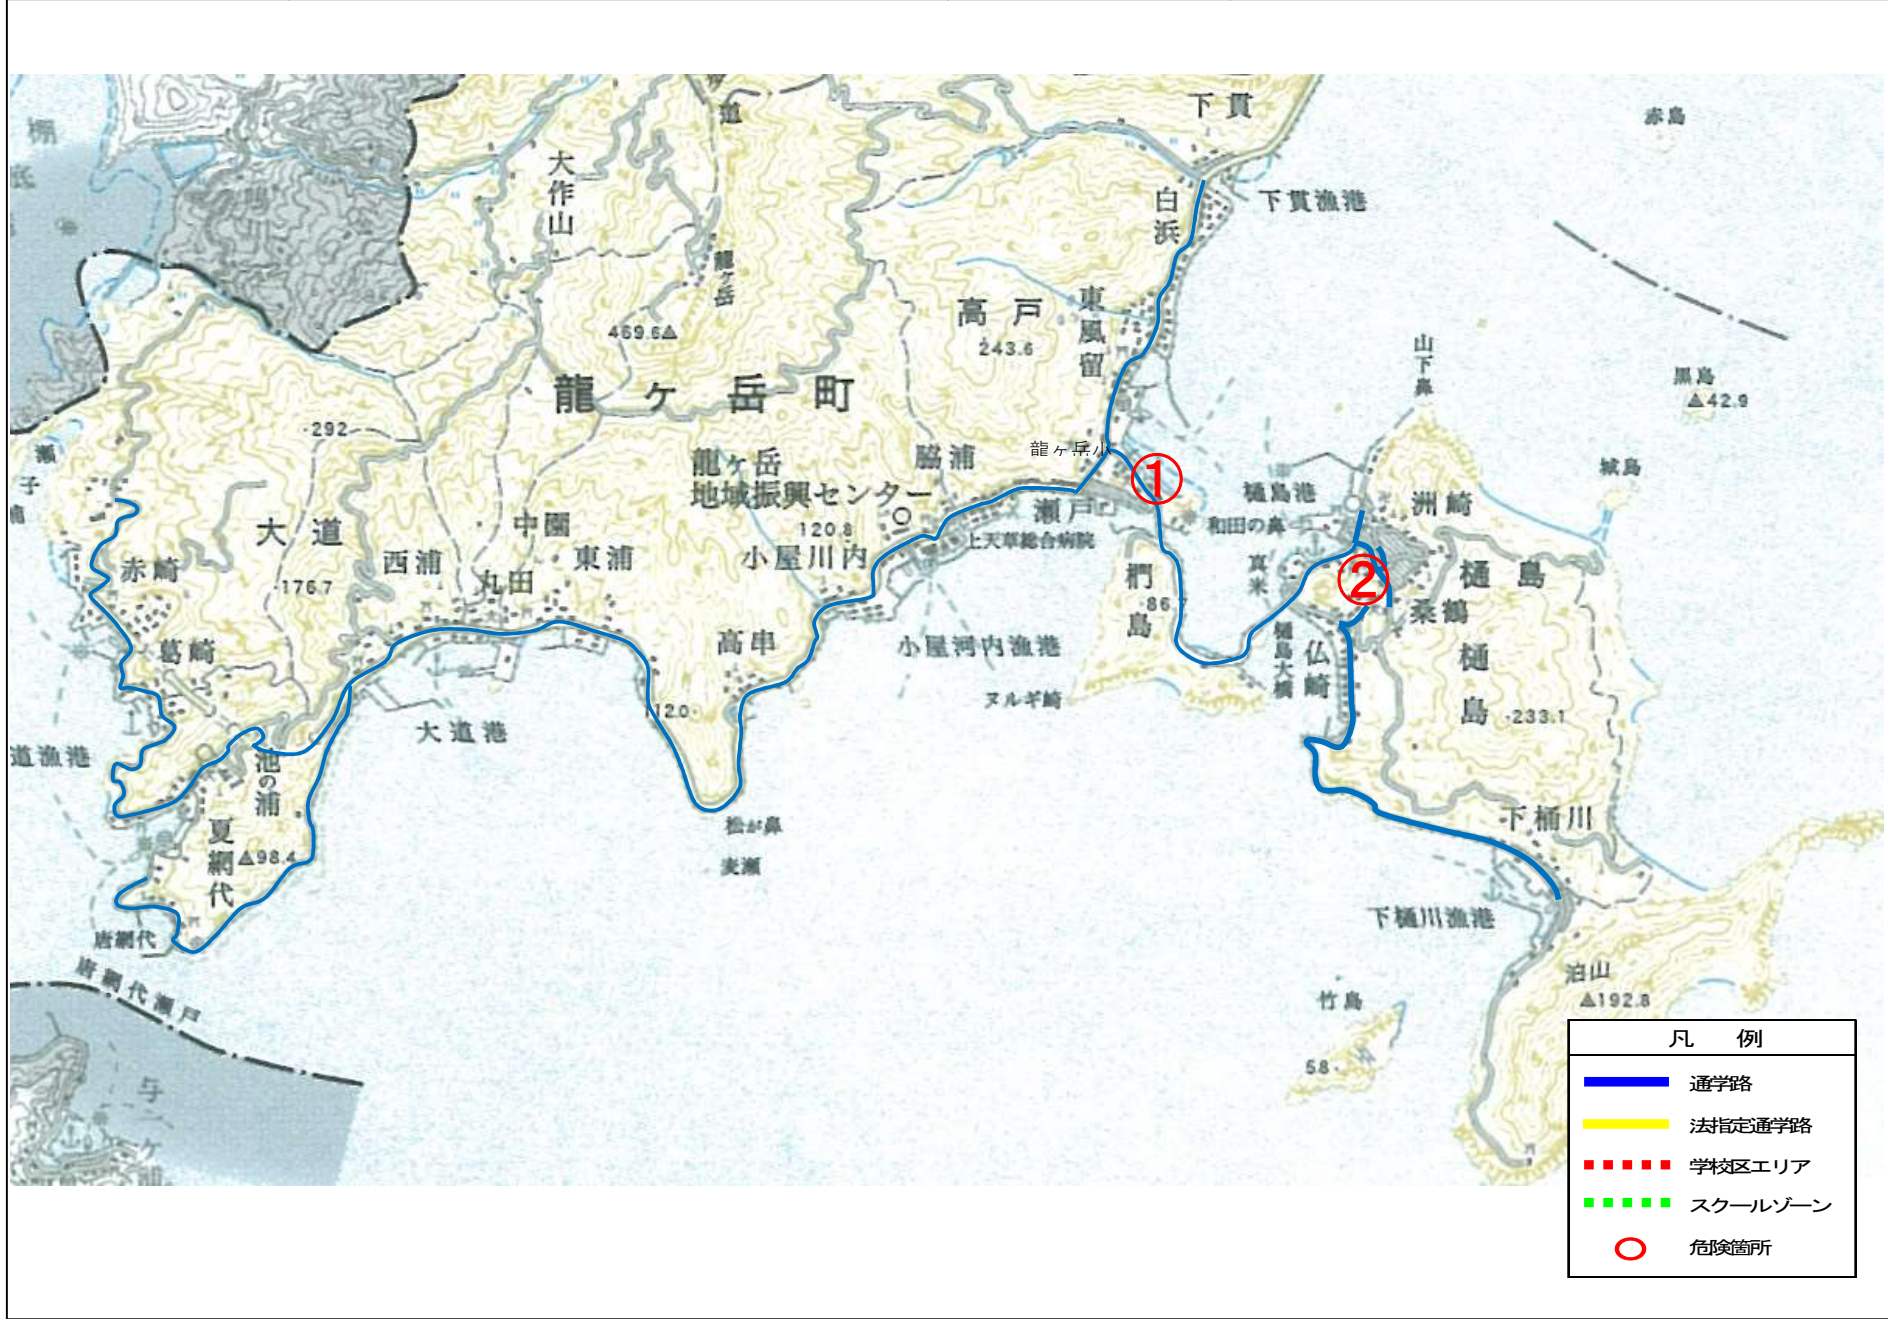 下貫
赤島
道
大作山
白浜
下貫漁港
龍ヶ岳
高戸
243.6
東風留
469.6
山下鼻
黒島
42.9
龍ヶ岳町
292
龍ヶ岳小
脇浦
龍ヶ岳
地域振興センター
①
城島
樋島港
洲崎
大道
中園
120.8
瀬戸
和田の鼻
上天草総合病院
西浦
東浦
小屋川内
真米
赤崎
176.7
丸田
椚島
86
②
樋島
桑鶴
葛崎
高串
小屋河内漁港
樋島大橋
仏崎
樋島
233.1
ヌルギ崎
120
大道港
道漁港
池の浦
松が鼻
夏網代
98.4
麦瀬
下桶川
下樋川漁港
唐網代
唐網代瀬戸
泊山
192.8
竹島
58
与一ヶ浦
凡 例
通学路
法指定通学路
学校区エリア
スクールゾーン
危険箇所